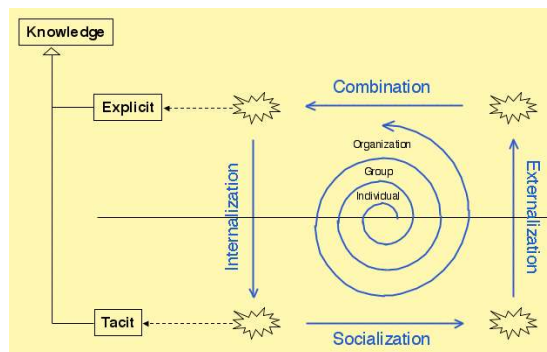 Knowledge
Combination
Explicit
Organization
Group
Individual
Internalization
Externalization
Tacit
Socialization